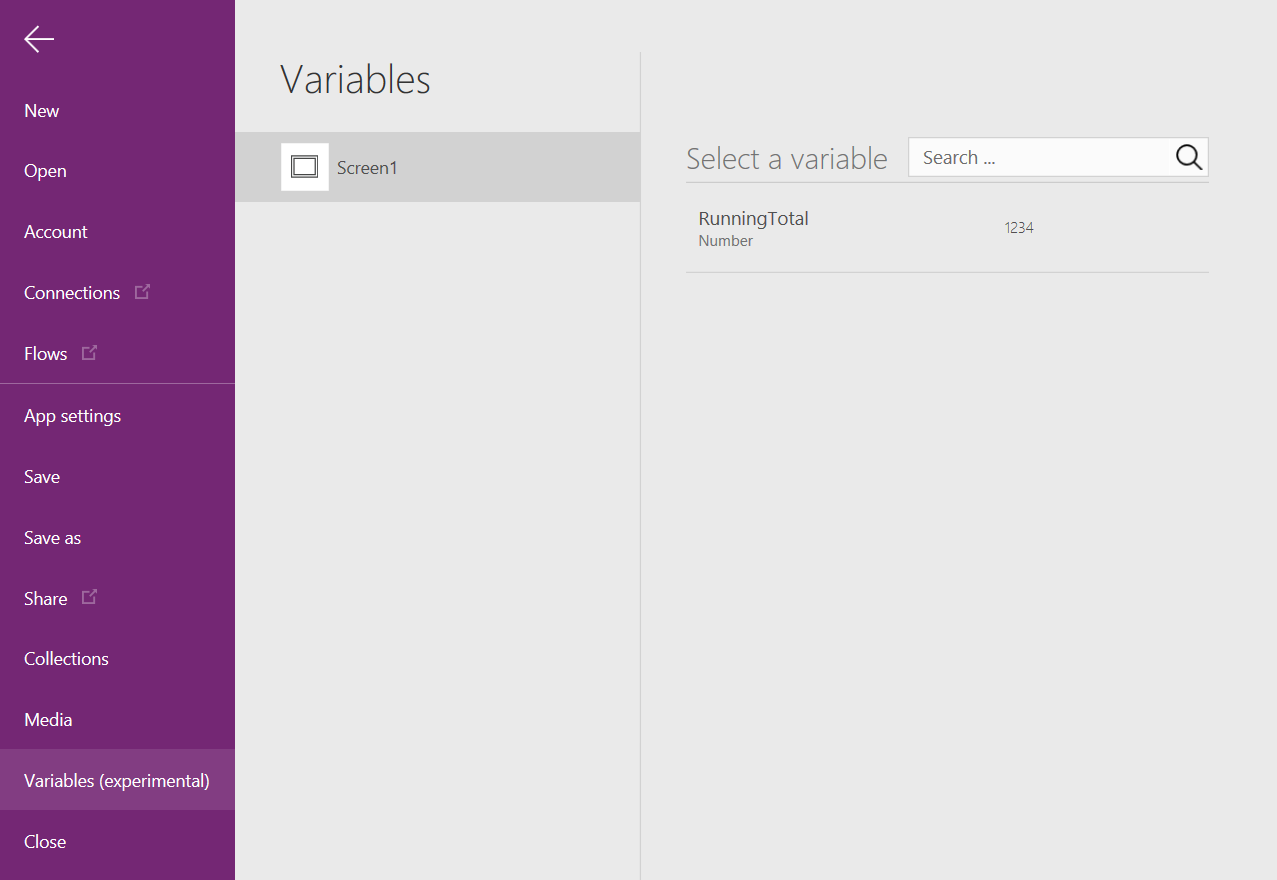 New
Open
Account
Connections
Flows
App settings
Save
Save as
Share
Collections
Media
Variables (experimental)
Close
Variables
Screen1
Select a variable
Search ...
RunningTotal
Number
1234